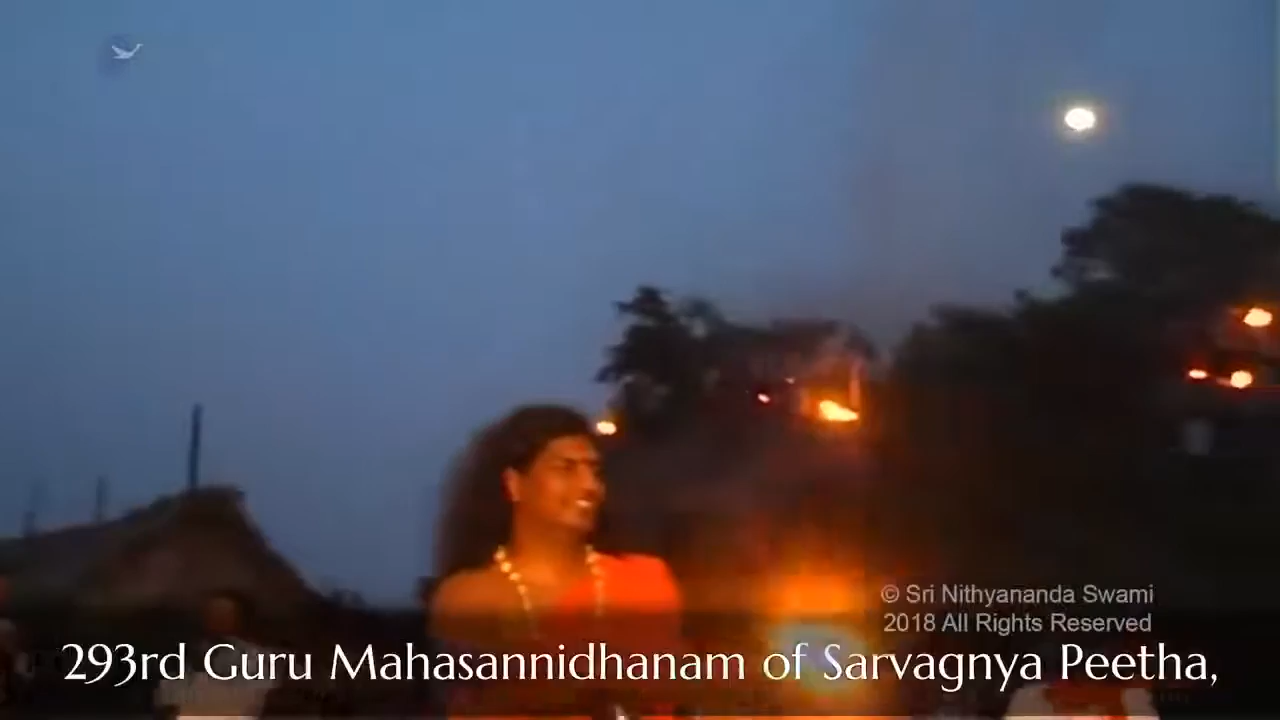 © Sri Nithyananda Swami
2018 All Rights Reserved
293rd Guru Mahasannidhanam of Sarvagnya Peetha,